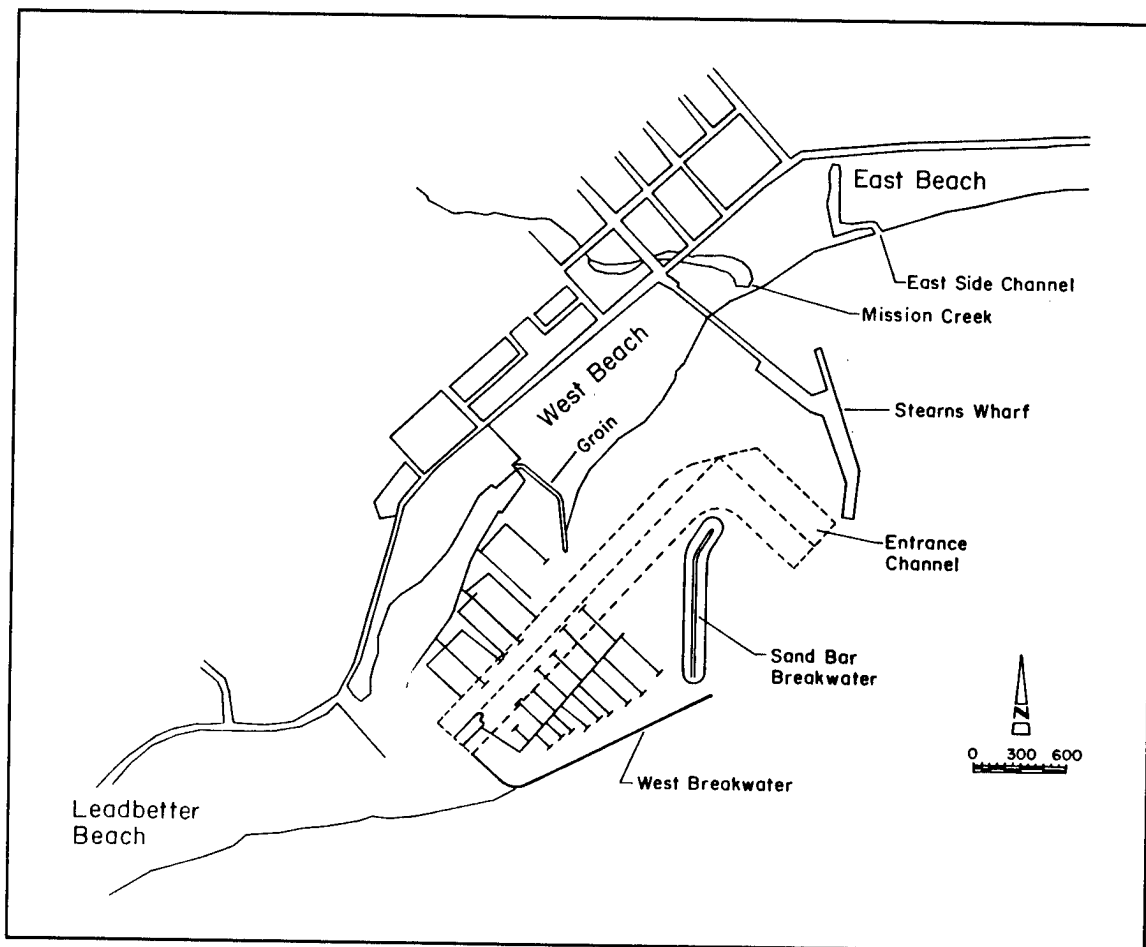 East Beach
East Side Channel
Mission Creek
West Beach
Groin
Stearns Wharf
Entrance
Channel
Sand Bar
Breakwater
N
0 300 600
West Breakwater
Leadbetter
Beach